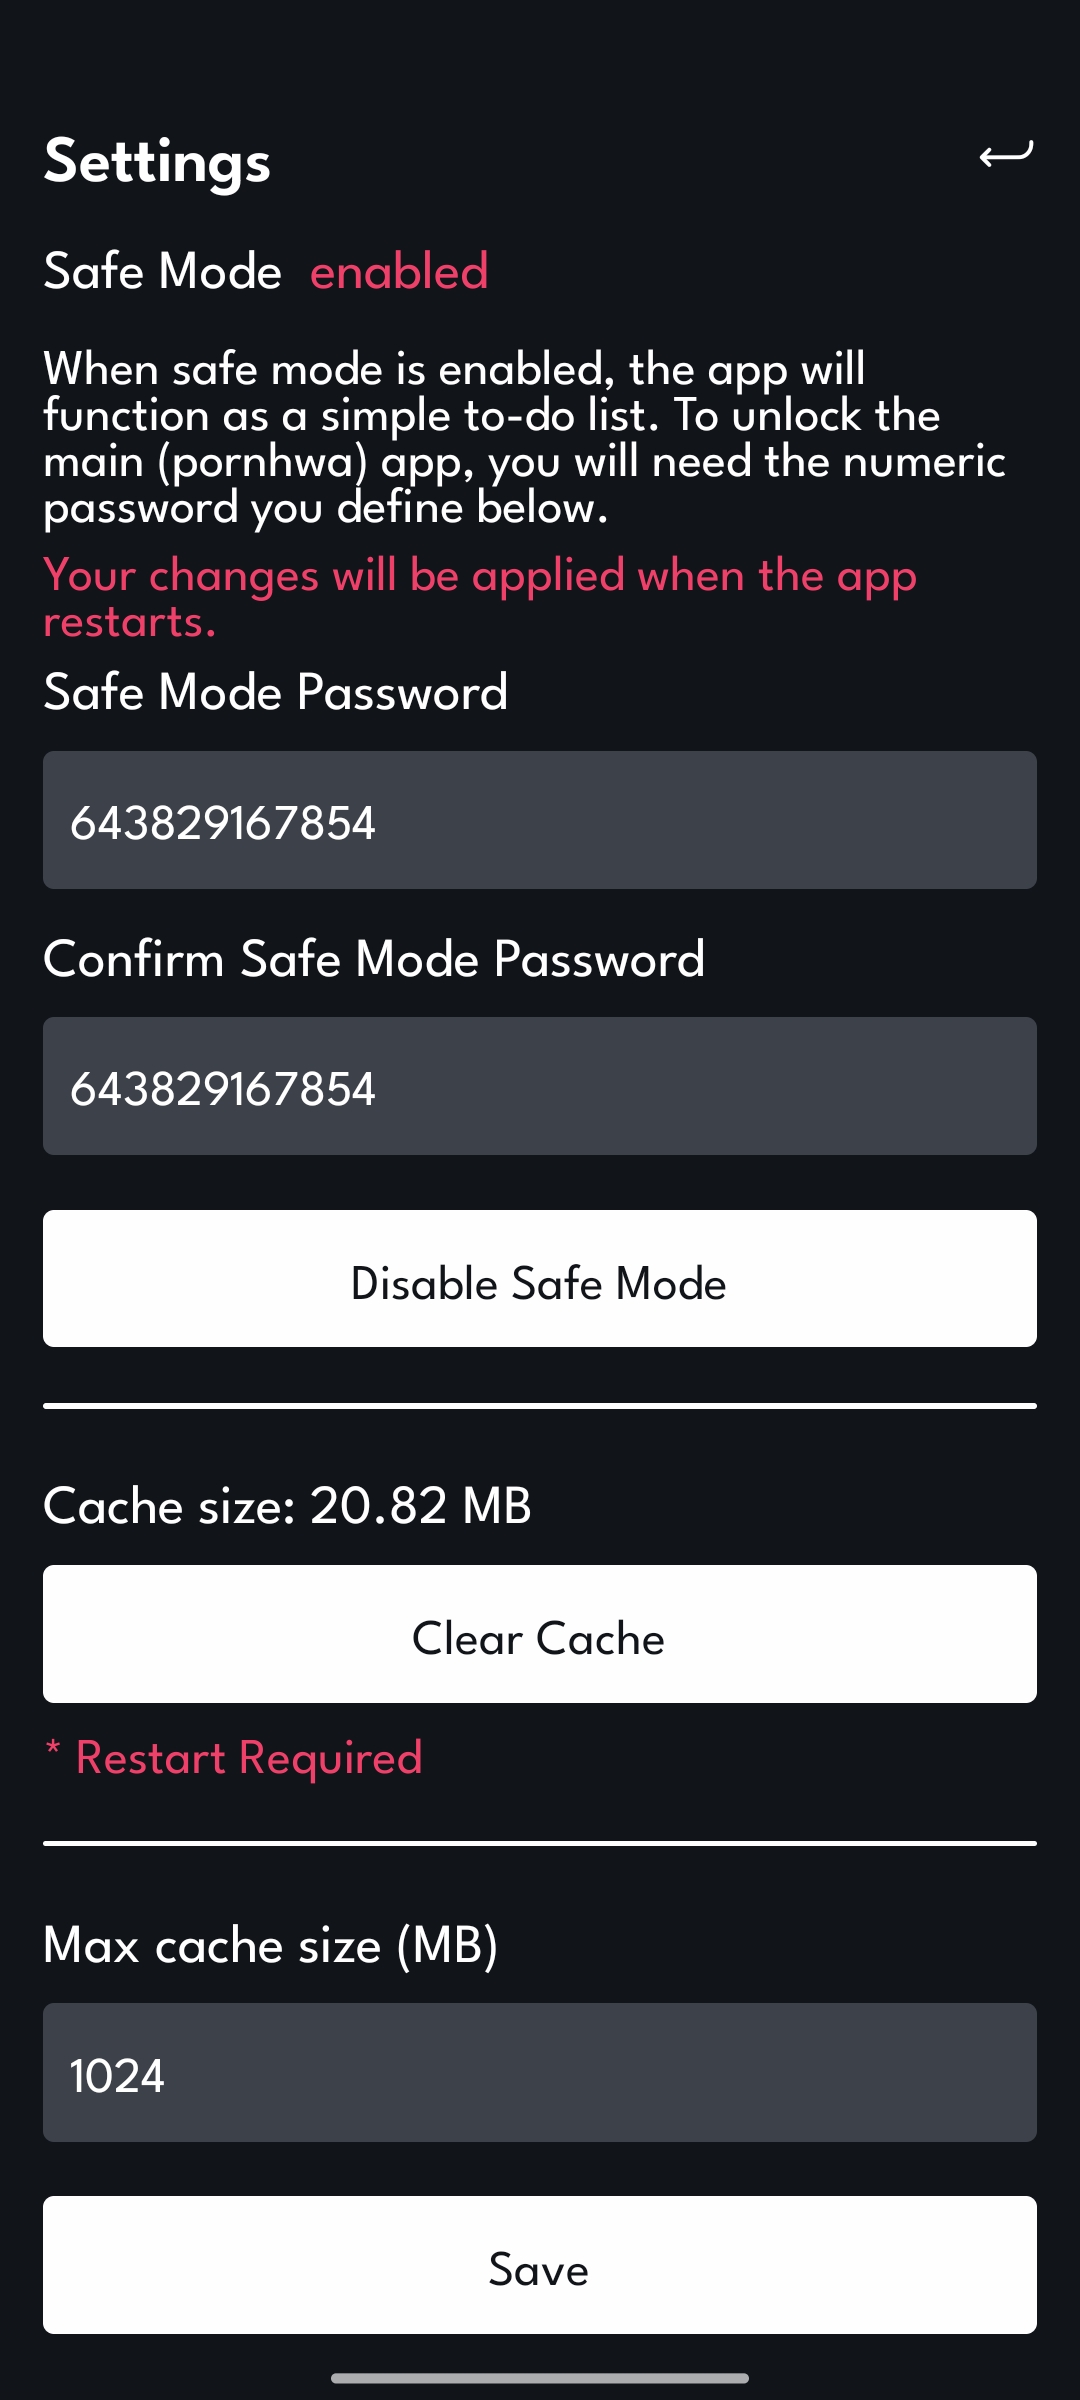 Settings
Safe Mode enabled
When safe mode is enabled, the app will
function as a simple to-do list. To unlock the
main (pornhwa) app, you will need the numeric
password you define below.
Your changes will be applied when the app
restarts.
Safe Mode Password
643829167854
Confirm Safe Mode Password
643829167854
Disable Safe Mode
Cache size: 20.82 MB
Clear Cache
* Restart Required
Max cache size (MB)
1024
Save